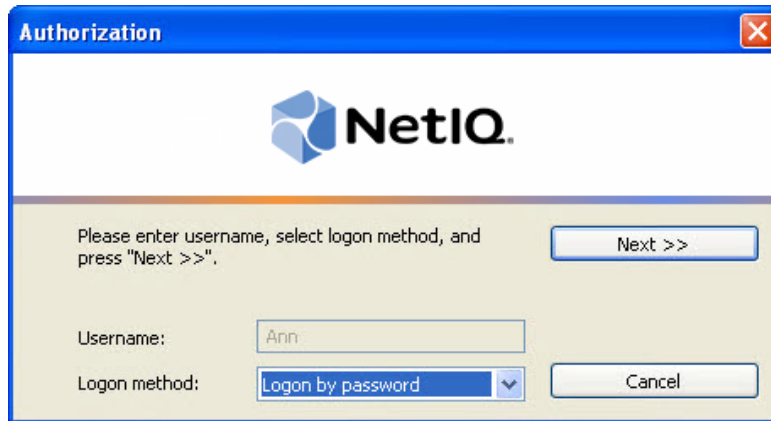 Authorization
NetIQ.
Please enter username, select logon method, and
press "Next >>".
Next >>
Username:
Ann
Logon method:
Logon by password
Cancel